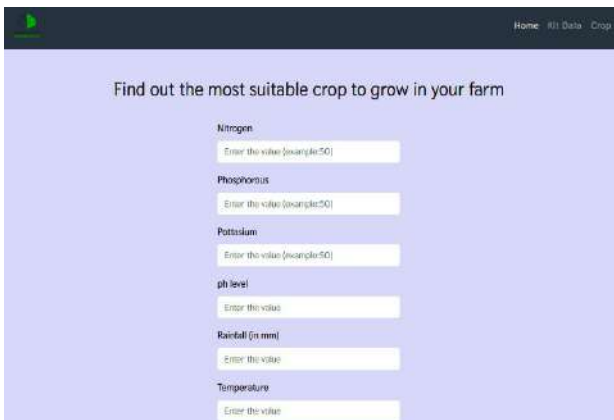 Home Kit Data Crop
Find out the most suitable crop to grow in your farm
Nitrogen
Enter the value (example:50)
Phosphorous
Enter the value (example:50)
Pottasium
Enter the value (example:50)
ph level
Enter the value
Rainfall (in mm)
Enter the value
Temperature
Enter the value